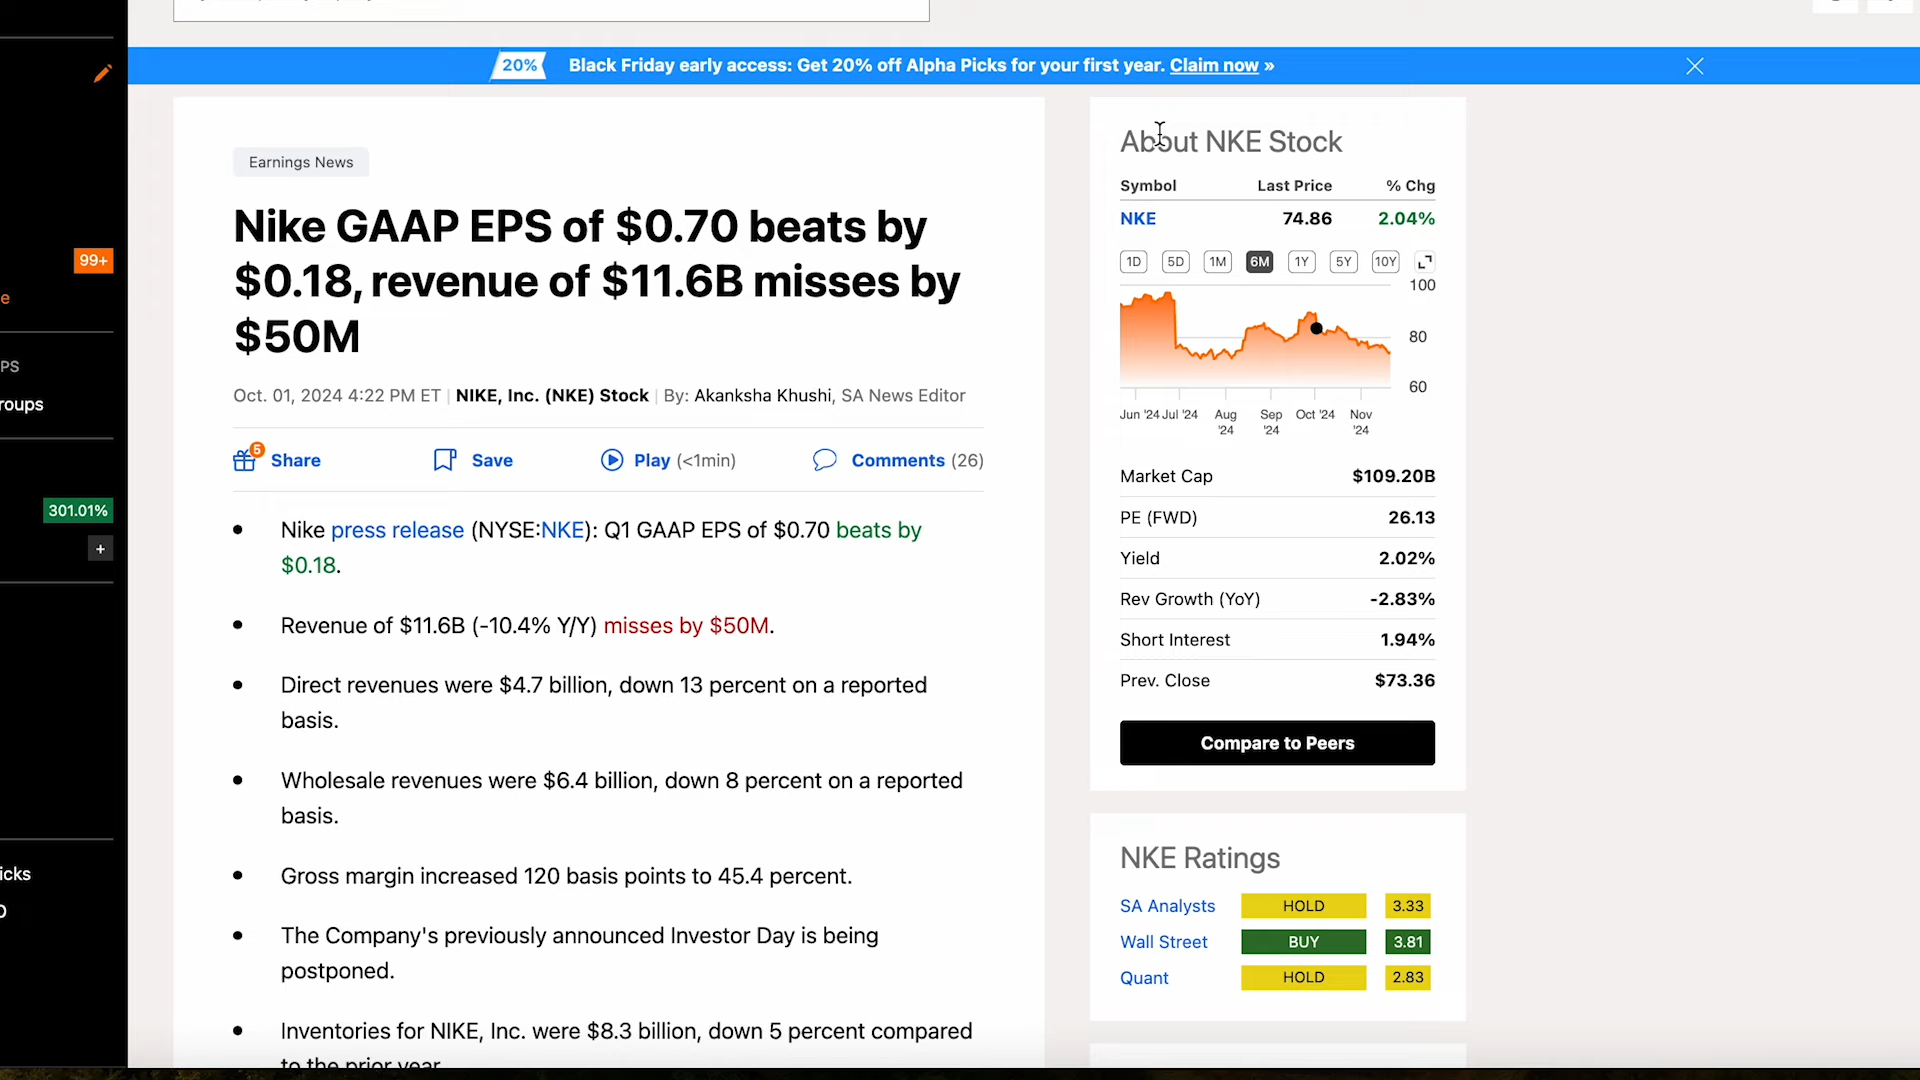 20% Black Friday early access: Get 20% off Alpha Picks for your first year. Claim now »
99+
e
PS
roups
301.01%
+
icks
Earnings News
Nike GAAP EPS of $0.70 beats by
$0.18, revenue of $11.6B misses by
$50M
Oct. 01, 2024 4:22 PM ET | NIKE, Inc. (NKE) Stock | By: Akanksha Khushi, SA News Editor
5 Share Save Play (<1min) Comments (26)
• Nike press release (NYSE:NKE): Q1 GAAP EPS of $0.70 beats by
$0.18.
• Revenue of $11.6B (-10.4% Y/Y) misses by $50M.
• Direct revenues were $4.7 billion, down 13 percent on a reported
basis.
• Wholesale revenues were $6.4 billion, down 8 percent on a reported
basis.
• Gross margin increased 120 basis points to 45.4 percent.
• The Company's previously announced Investor Day is being
postponed.
• Inventories for NIKE, Inc. were $8.3 billion, down 5 percent compared
to the prior year
About NKE Stock
Symbol Last Price % Chg
NKE 74.86 2.04%
1D 5D 1M 6M 1Y 5Y 10Y
100
80
60
Jun '24 Jul '24 Aug Sep Oct '24 Nov
'24 '24 '24
Market Cap $109.20B
PE (FWD) 26.13
Yield 2.02%
Rev Growth (YoY) -2.83%
Short Interest 1.94%
Prev. Close $73.36
Compare to Peers
NKE Ratings
SA Analysts HOLD 3.33
Wall Street BUY 3.81
Quant HOLD 2.83